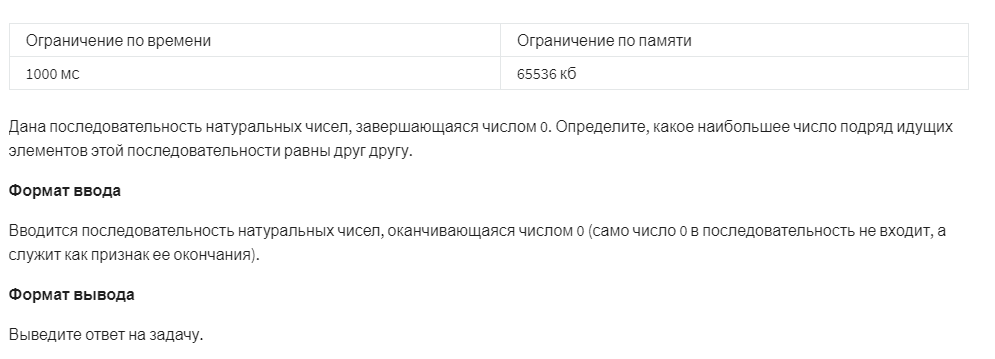 Ограничение по времени
Ограничение по памяти
1000 мс
65536 кб
Дана последовательность натуральных чисел, завершающаяся числом 0. Определите, какое наибольшее число подряд идущих
элементов этой последовательности равны друг другу.
Формат ввода
Вводится последовательность натуральных чисел, оканчивающаяся числом 0 (само число 0 в последовательность не входит, а
служит как признак ее окончания).
Формат вывода
Выведите ответ на задачу.